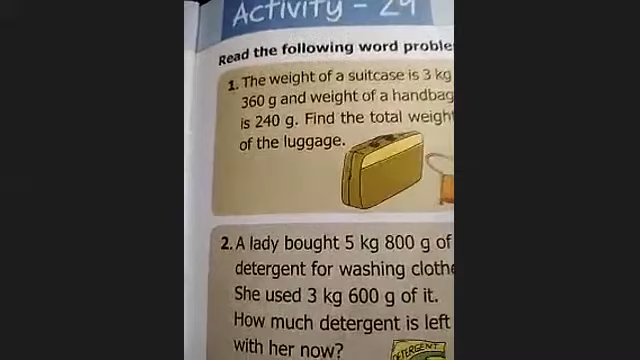 Activity – 29
Read the following word proble
1. The weight of a suitcase is 3 kg
360 g and weight of a handbag
is 240 g. Find the total weigh
of the luggage.
2. A lady bought 5 kg 800 g of
detergent for washing clothe
She used 3 kg 600 g of it.
How much detergent is left
with her now?
DETERGENT